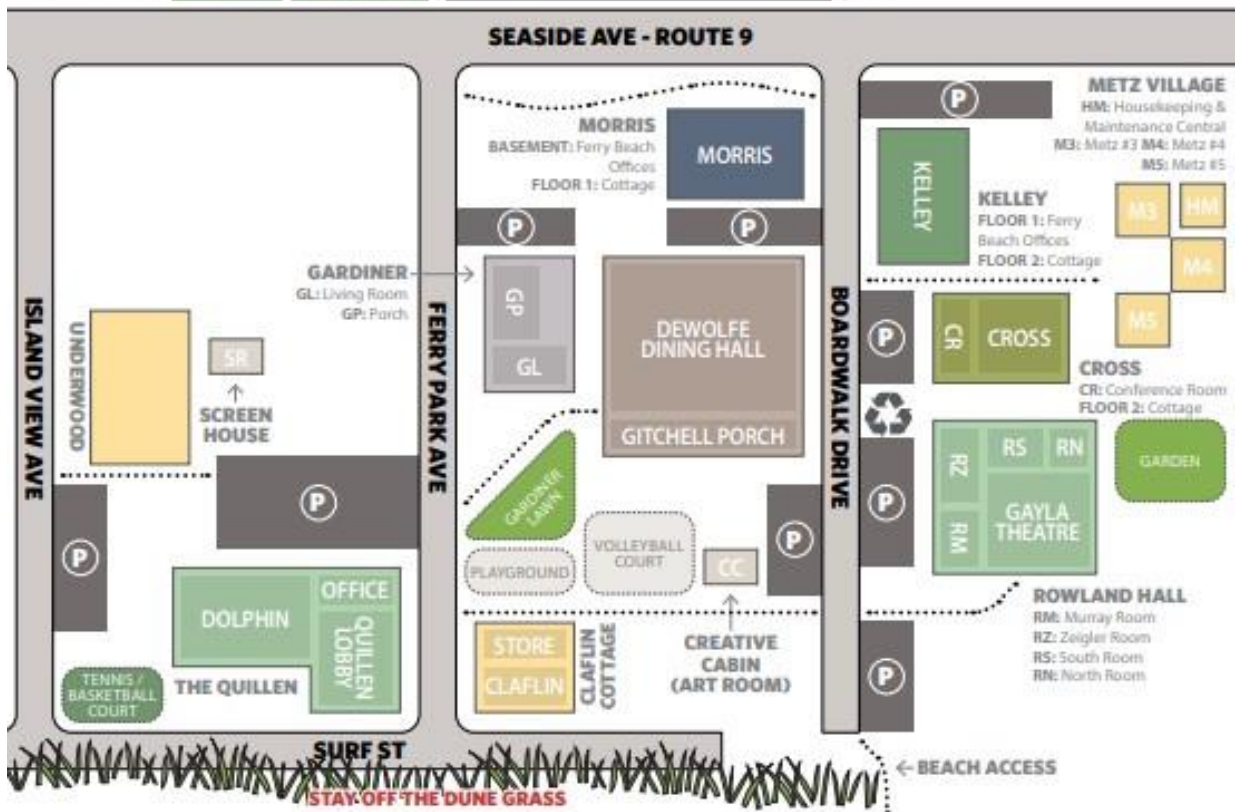 SEASIDE AVE - ROUTE 9
MORRIS
BASEMENT: Ferry Beach
Offices
FLOOR 1: Cottage
MORRIS
P
P
GARDINER
GL: Living Room
GP: Porch
GP
GL
DEWOLFE
DINING HALL
GITCHELL PORCH
P
KELLEY
KELLEY
FLOOR 1: Ferry
Beach Offices
FLOOR 2: Cottage
METZ VILLAGE
HM: Housekeeping &
Maintenance Central
M3: Metz #3 M4: Metz #4
M5: Metz #5
M3
HM
M4
M5
ISLAND VIEW AVE
UNDERWOOD
SR
SCREEN
HOUSE
FERRY PARK AVE
BOARDWALK DRIVE
P
CR
CROSS
CROSS
CR: Conference Room
FLOOR 2: Cottage
P
P
GARDINER
LAWN
PLAYGROUND
VOLLEYBALL
COURT
CC
P
P
RZ
RS
RN
RM
GAYLA
THEATRE
GARDEN
DOLPHIN
OFFICE
QUILLEN
LOBBY
THE QUILLEN
TENNIS /
BASKETBALL
COURT
STORE
CLAFLIN
CLAFLIN
COTTAGE
CREATIVE
CABIN
(ART ROOM)
P
ROWLAND HALL
RM: Murray Room
RZ: Zeigler Room
RS: South Room
RN: North Room
SURF ST
STAY OFF THE DUNE GRASS
BEACH ACCESS